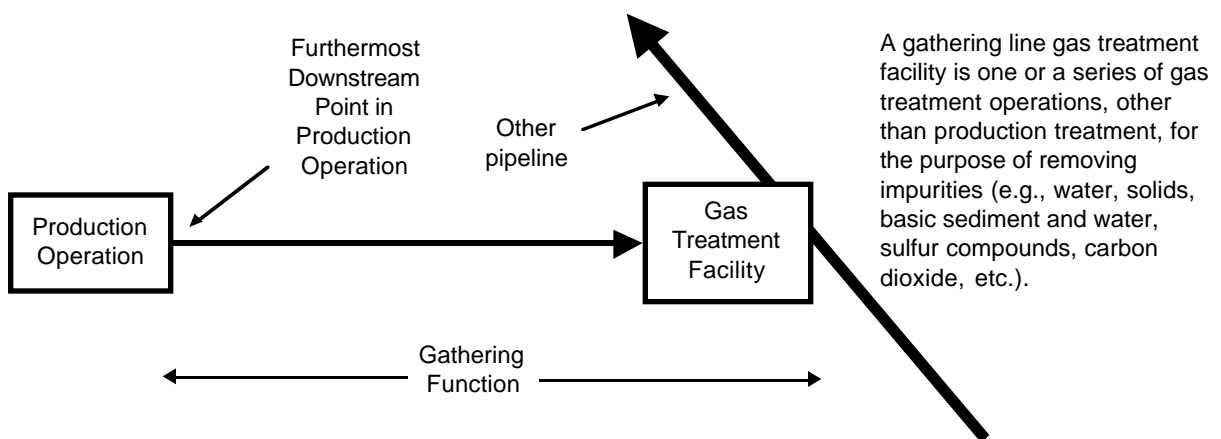 Furthermost
Downstream
Point in
Production
Operation
Other
pipeline
A gathering line gas treatment
facility is one or a series of gas
treatment operations, other
than production treatment, for
the purpose of removing
impurities (e.g., water, solids,
basic sediment and water,
sulfur compounds, carbon
dioxide, etc.).
Production
Operation
Gas
Treatment
Facility
Gathering
Function